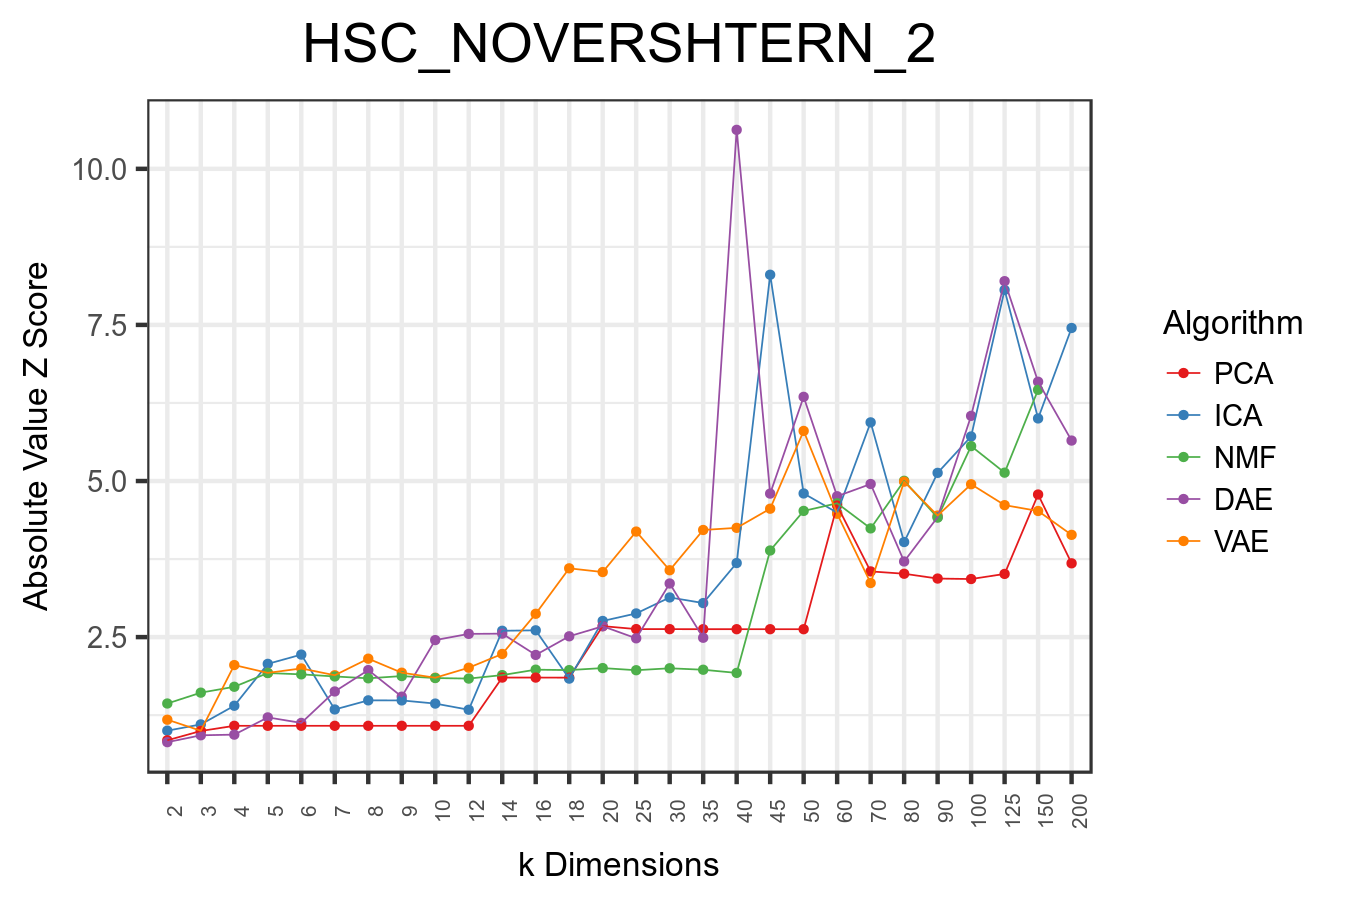 HSC_NOVERSHTERN_2
Absolute Value Z Score
10.0
7.5
5.0
2.5
2 3 4 5 6 7 8 9 10 12 14 16 18 20 25 30 35 40 45 50 60 70 80 90 100 125 150 200
k Dimensions
Algorithm
PCA
ICA
NMF
DAE
VAE